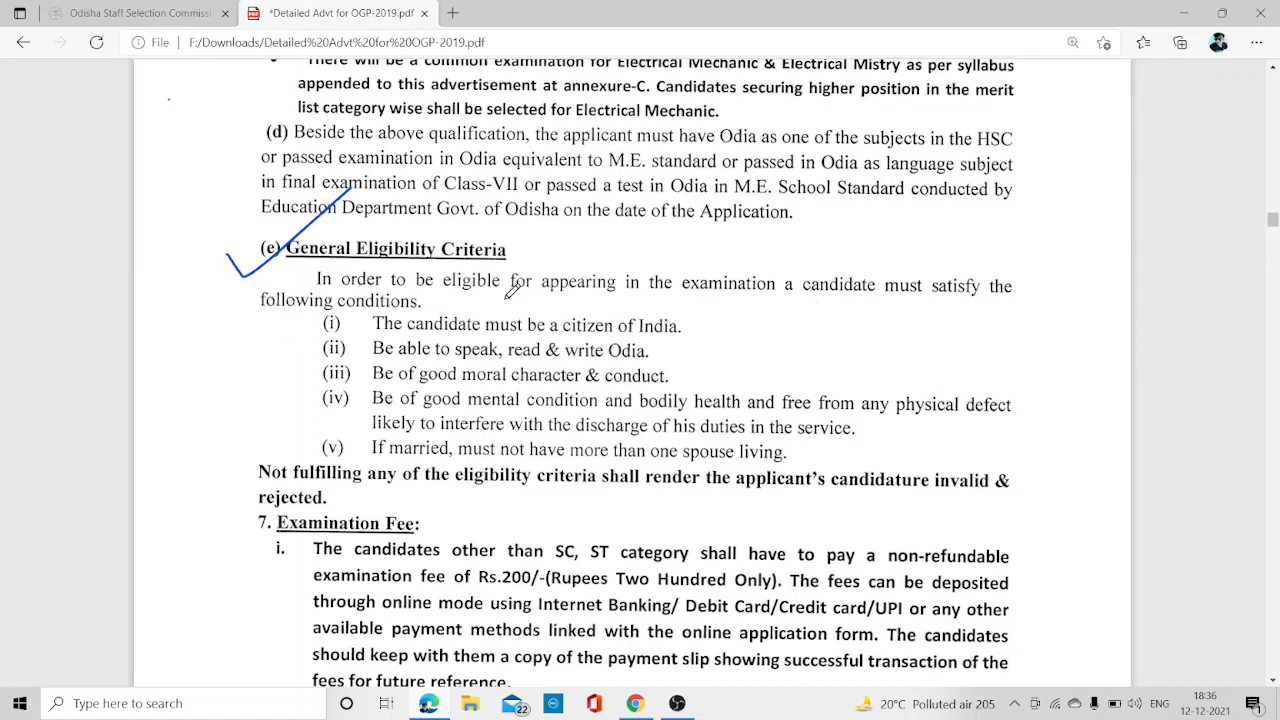 Odisha Staff Selection Commissi
*Detailed Advt for OGP-2019.pdf
File
F:/Downloads/Detailed%20Advt%20for%20OGP-2019.pdf
There will be a common examination for Electrical Mechanic & Electrical Mistry as per syllabus
appended to this advertisement at annexure-C. Candidates securing higher position in the merit
list category wise shall be selected for Electrical Mechanic.
(d) Beside the above qualification, the applicant must have Odia as one of the subjects in the HSC
or passed examination in Odia equivalent to M.E. standard or passed in Odia as language subject
in final examination of Class-VII or passed a test in Odia in M.E. School Standard conducted by
Education Department Govt. of Odisha on the date of the Application.
(e) General Eligibility Criteria
In order to be eligible for appearing in the examination a candidate must satisfy the
following conditions.
(i) The candidate must be a citizen of India.
(ii) Be able to speak, read & write Odia.
(iii) Be of good moral character & conduct.
(iv) Be of good mental condition and bodily health and free from any physical defect
likely to interfere with the discharge of his duties in the service.
(v) If married, must not have more than one spouse living.
Not fulfilling any of the eligibility criteria shall render the applicant's candidature invalid &
rejected.
7. Examination Fee:
i. The candidates other than SC, ST category shall have to pay a non-refundable
examination fee of Rs.200/-(Rupees Two Hundred Only). The fees can be deposited
through online mode using Internet Banking/ Debit Card/Credit card/UPI or any other
available payment methods linked with the online application form. The candidates
should keep with them a copy of the payment slip showing successful transaction of the
fees for future reference.
Type here to search
22
20°C Polluted air 205
18:36
12-12-2021
1